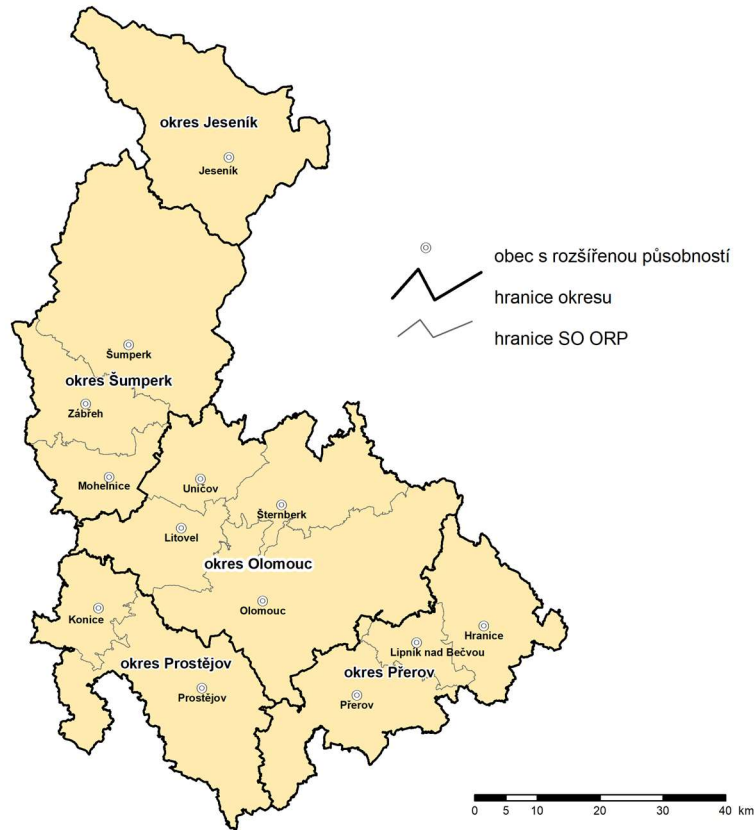 okres Jeseník
Jeseník
obec s rozšířenou působností
hranice okresu
hranice SO ORP
Šumperk
okres Šumperk
Zábřeh
Mohelnice
Uničov
Šternberk
Litovel
okres Olomouc
Olomouc
Konice
Hranice
Lipník nad Bečvou
okres Prostějov
okres Přerov
Prostějov
Přerov
0 5 10 20 30 40 km